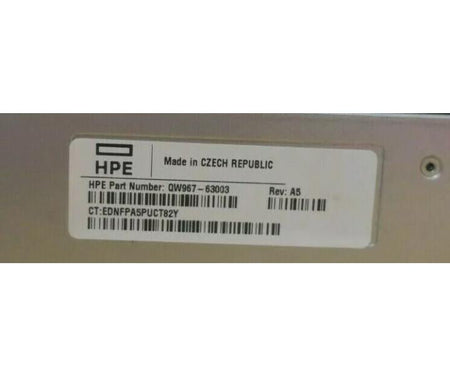 HPE
Made in CZECH REPUBLIC
HPE Part Number: QW967-63003 Rev: A5
CT:EDNFPASPUCT82Y